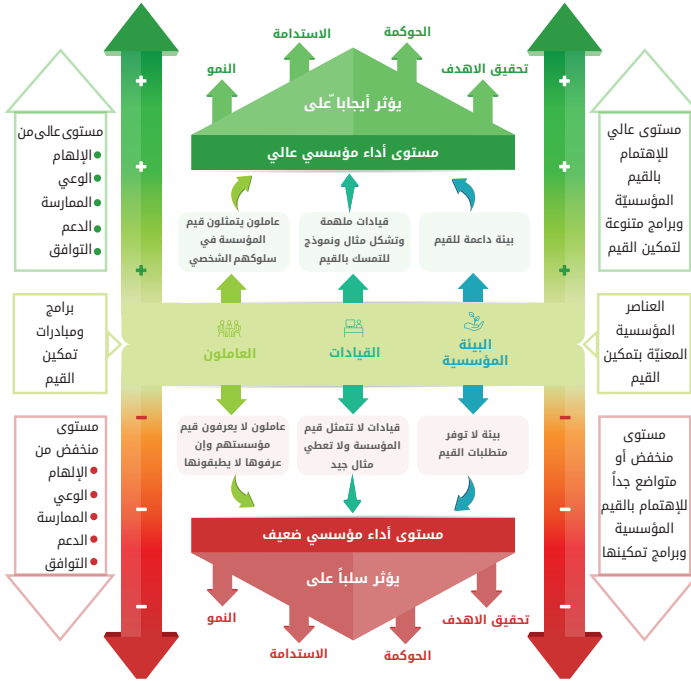 الحوكمة
الاستدامة
تحقيق الاهدف
النمو
يؤثر أيجاباً على
مستوى أداء مؤسسي عالي
مستوى عالي
للإهتمام
بالقيم
المؤسسيّة
وبرامج متنوعة
لتمكين القيم
مستوى عالى من
الإلهام
الوعي
الممارسة
الدعم
التوافق
بيئة داعمة للقيم
قيادات ملهمة
وتشكل مثال ونموذج
للتمسك بالقيم
عاملون يتمثلون قيم
المؤسسة في
سلوكهم الشخصي
العناصر
المؤسسية
المعنيّة بتمكين
القيم
البيئة
المؤسسية
القيادات
العاملون
برامج
ومبادرات
تمكين
القيم
بيئة لا توفر
متطلبات القيم
قيادات لا تتمثل قيم
المؤسسة ولا تعطي
مثال جيد
عاملون لا يعرفون قيم
مؤسستهم وإن
عرفوها لا يطبقونها
مستوى
منخفض أو
متواضع جداً
للإهتمام بالقيم
المؤسسية
وبرامج تمكينها
مستوى
منخفض من
الإلهام
الوعي
الممارسة
الدعم
التوافق
مستوى أداء مؤسسي ضعيف
يؤثر سلباً على
تحقيق الاهدف
النمو
الحوكمة
الاستدامة